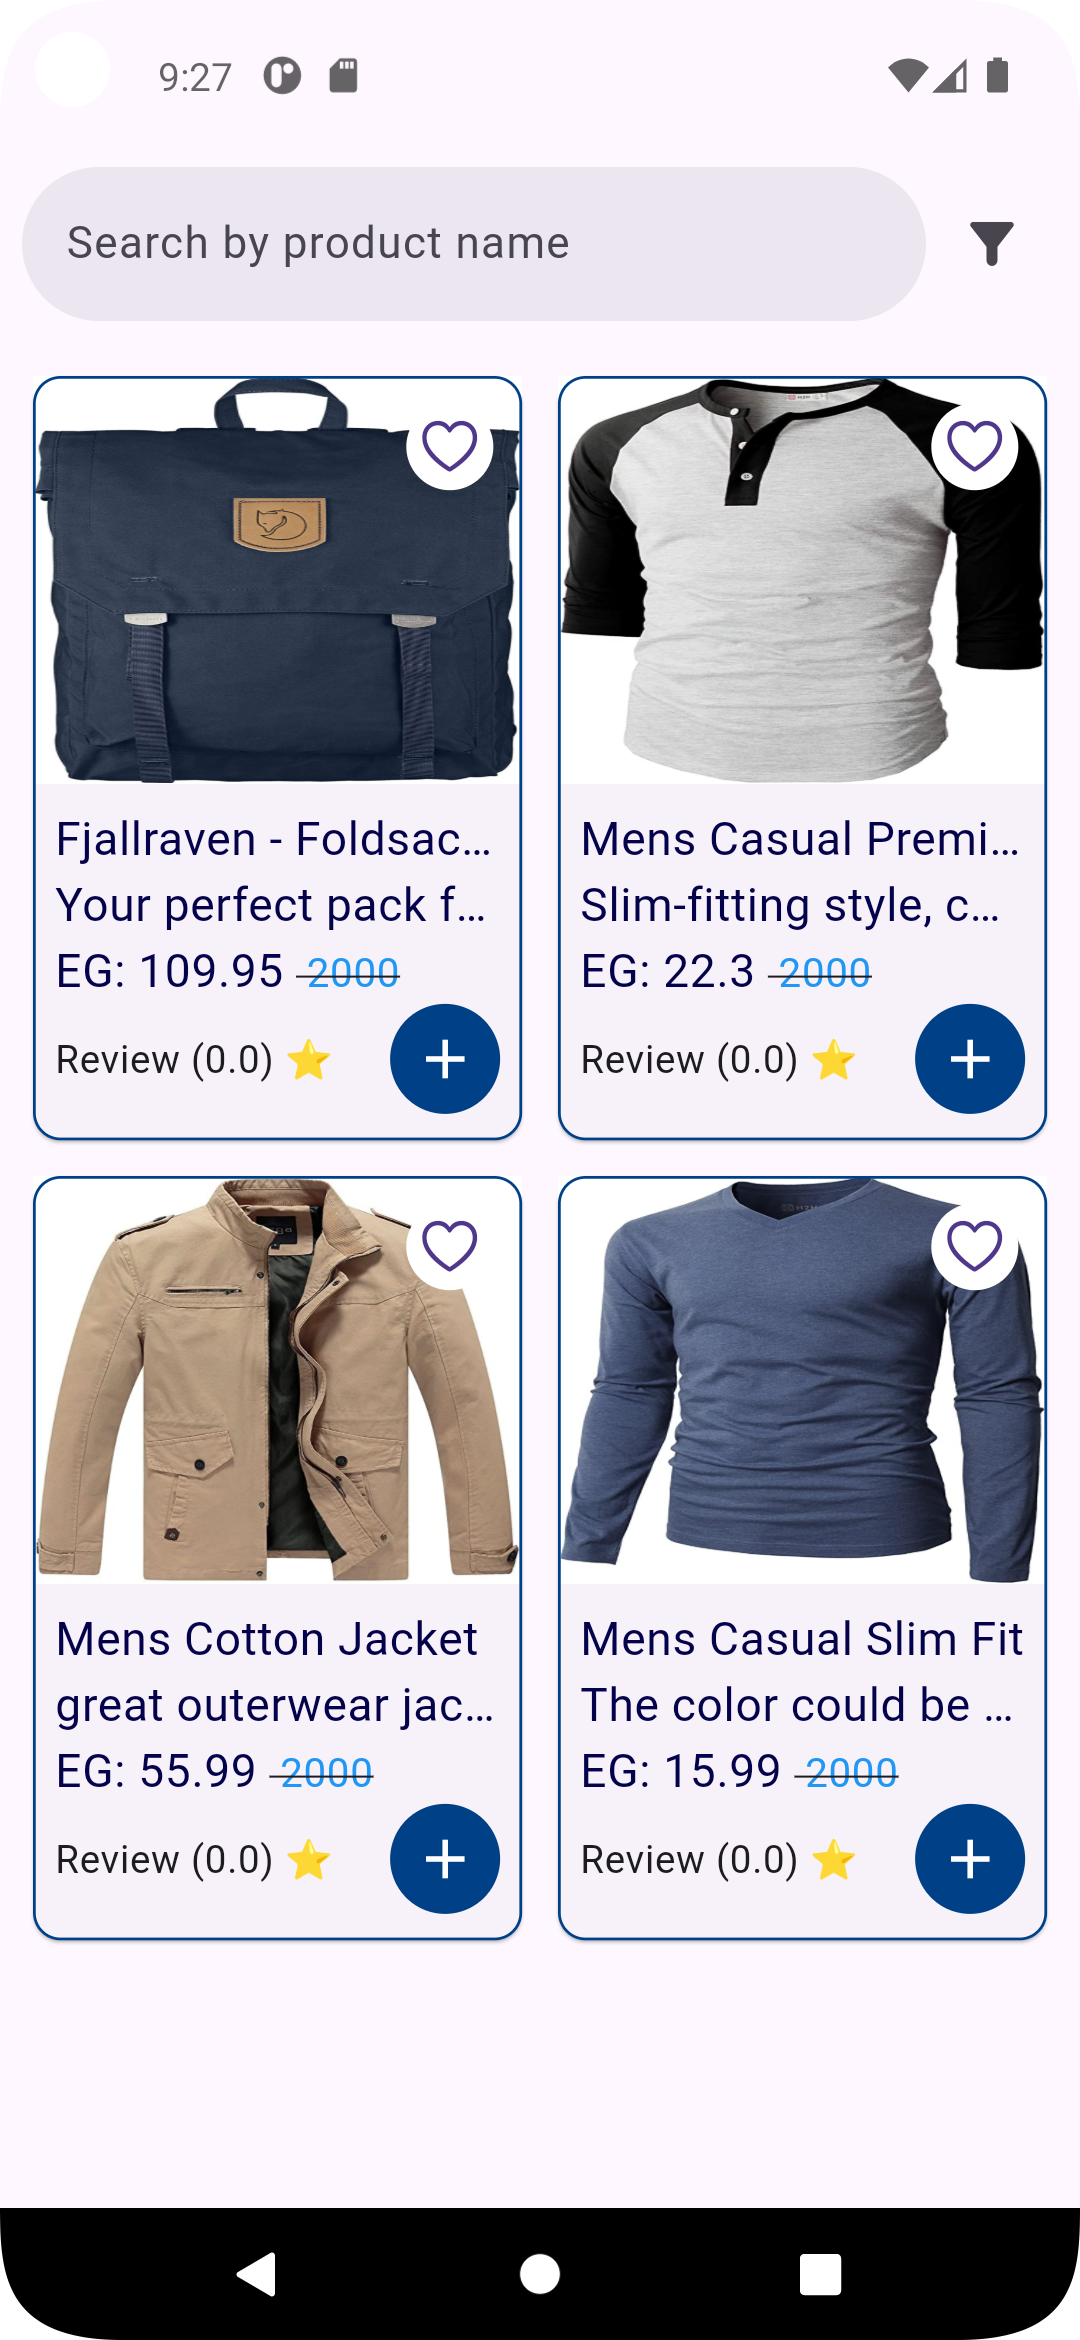 9:27
Search by product name
Fjallraven - Foldsac...
Your perfect pack f...
EG: 109.95 2000
Review (0.0) ⭐
Mens Casual Premi...
Slim-fitting style, c...
EG: 22.3 2000
Review (0.0) ⭐
Mens Cotton Jacket
great outerwear jac...
EG: 55.99 2000
Review (0.0) ⭐
Mens Casual Slim Fit
The color could be ...
EG: 15.99 2000
Review (0.0) ⭐